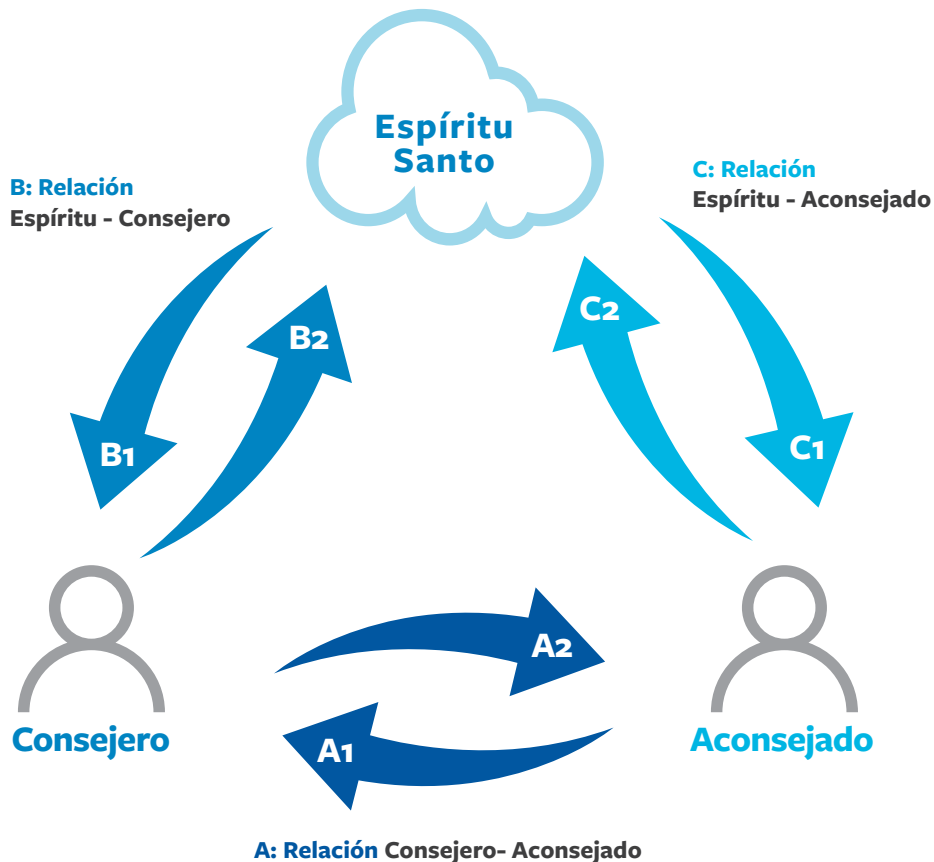 Espíritu
Santo
B: Relación
Espíritu - Consejero
C: Relación
Espíritu - Aconsejado
B2
C2
B1
C1
A2
Consejero
Aconsejado
A1
A: Relación Consejero- Aconsejado